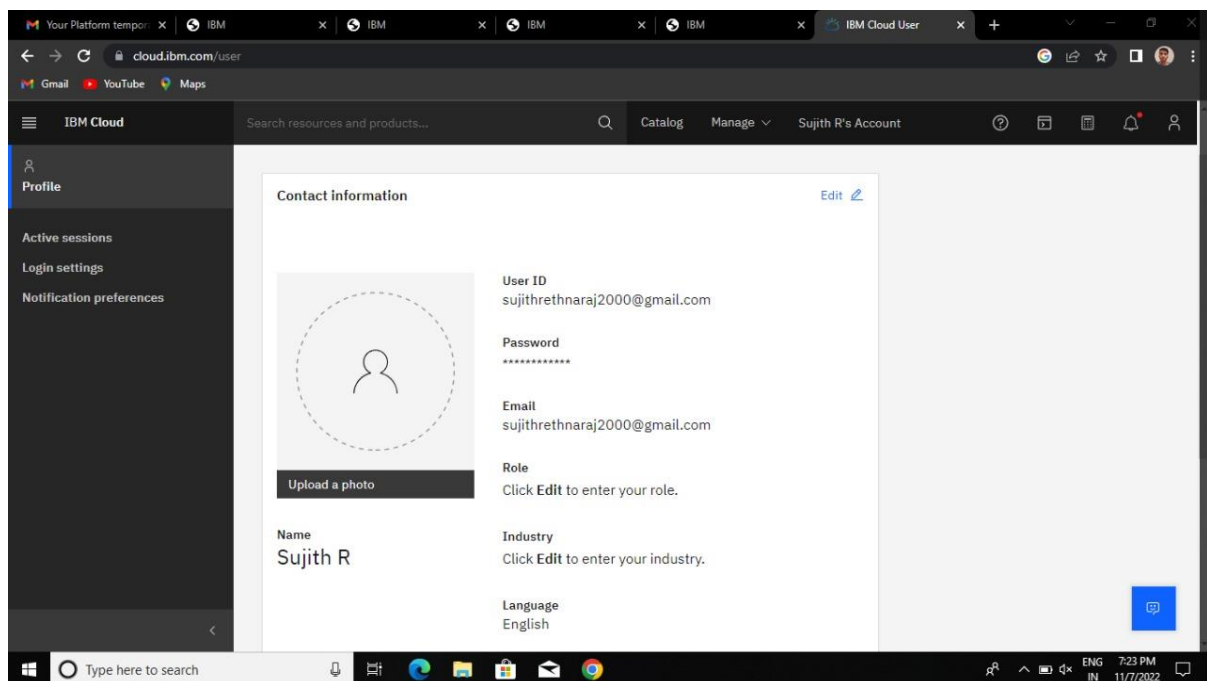 Your Platform tempor
IBM
IBM
IBM
IBM
IBM Cloud User
cloud.ibm.com/user
Gmail
YouTube
Maps
IBM Cloud
Search resources and products...
Catalog
Manage
Sujith R's Account
Profile
Active sessions
Login settings
Notification preferences
Contact information
Edit
Upload a photo
Name
Sujith R
User ID
sujithrethnaraj2000@gmail.com
Password
************
Email
sujithrethnaraj2000@gmail.com
Role
Click Edit to enter your role.
Industry
Click Edit to enter your industry.
Language
English
Type here to search
ENG
IN
7:23 PM
11/7/2022